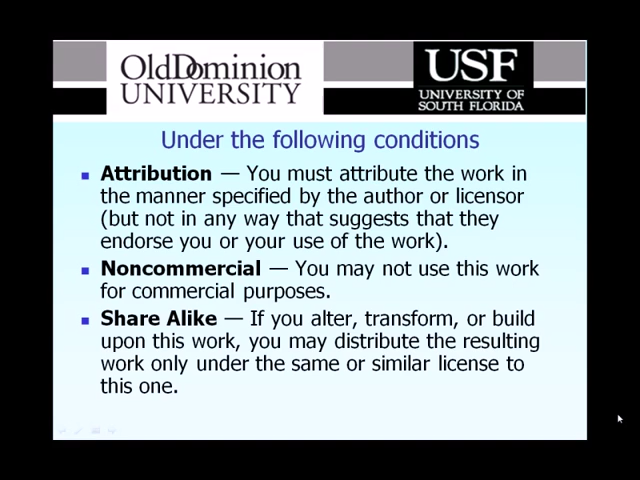 OldDominion
UNIVERSITY
USF
UNIVERSITY OF
SOUTH FLORIDA
Under the following conditions
Attribution — You must attribute the work in
the manner specified by the author or licensor
(but not in any way that suggests that they
endorse you or your use of the work).
Noncommercial — You may not use this work
for commercial purposes.
Share Alike — If you alter, transform, or build
upon this work, you may distribute the resulting
work only under the same or similar license to
this one.